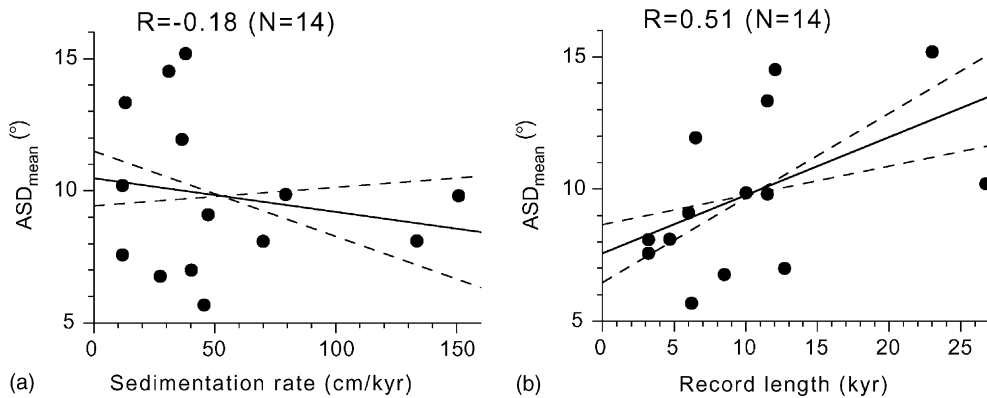 R=-0.18 (N=14)
15
10
5
ASDmean (°)
0 50 100 150
(a) Sedimentation rate (cm/kyr)
R=0.51 (N=14)
15
10
5
ASDmean (°)
0 5 10 15 20 25
(b) Record length (kyr)